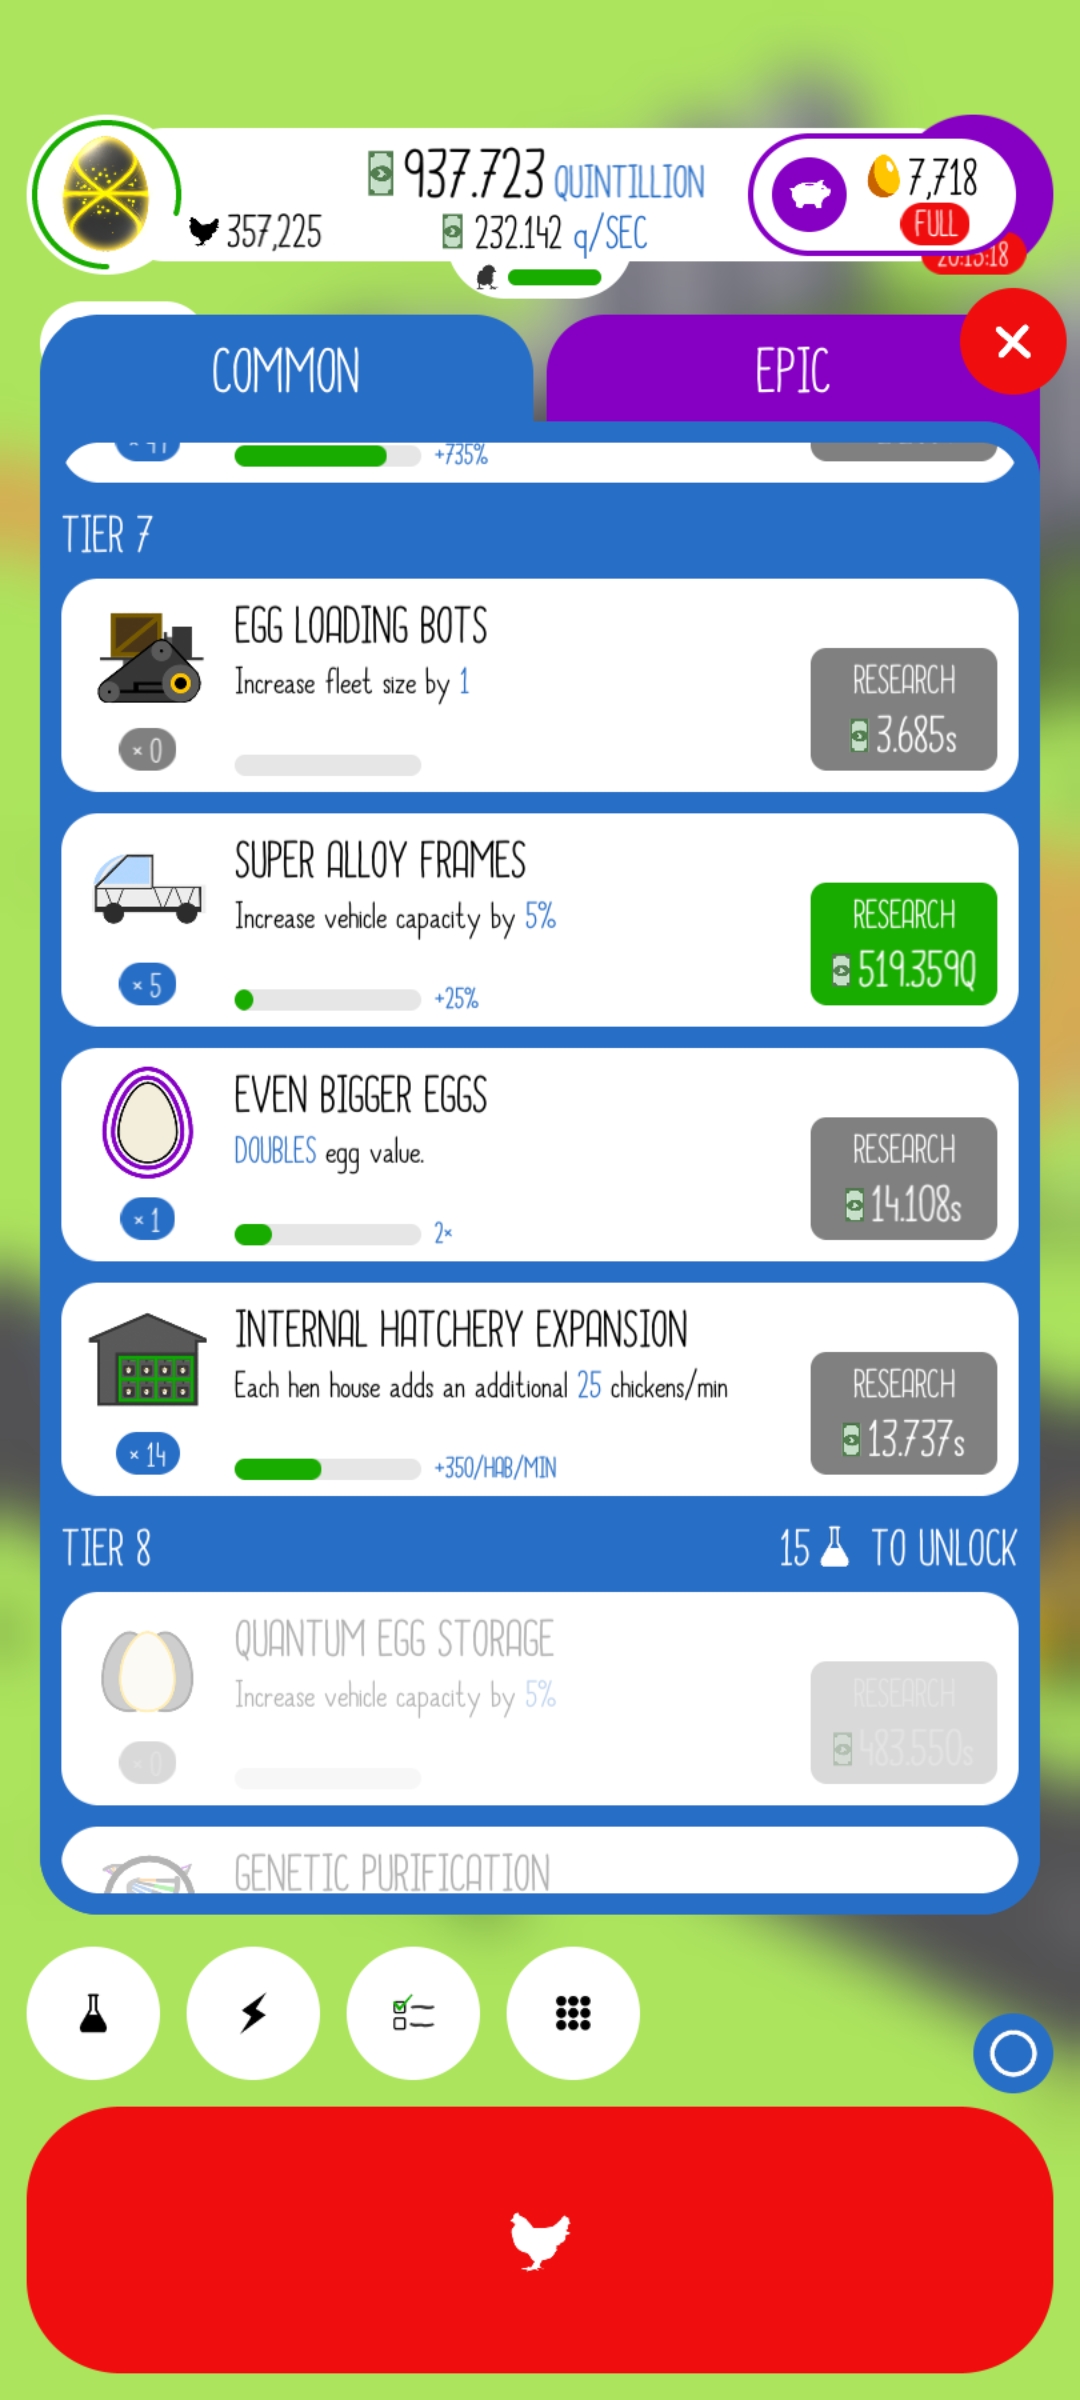 937.723 QUINTILLION
7,718
357,225
232.142 q/SEC
FULL
COMMON
EPIC
+735%
TIER 7
EGG LOADING BOTS
Increase fleet size by 1
RESEARCH
3.685s
× 0
SUPER ALLOY FRAMES
Increase vehicle capacity by 5%
RESEARCH
519.359Q
× 5
+25%
EVEN BIGGER EGGS
DOUBLES egg value.
RESEARCH
14.108s
× 1
2×
INTERNAL HATCHERY EXPANSION
Each hen house adds an additional 25 chickens/min
RESEARCH
13.737s
× 14
+350/HAB/MIN
TIER 8
15 TO UNLOCK
QUANTUM EGG STORAGE
Increase vehicle capacity by 5%
RESEARCH
483.550s
× 0
GENETIC PURIFICATION